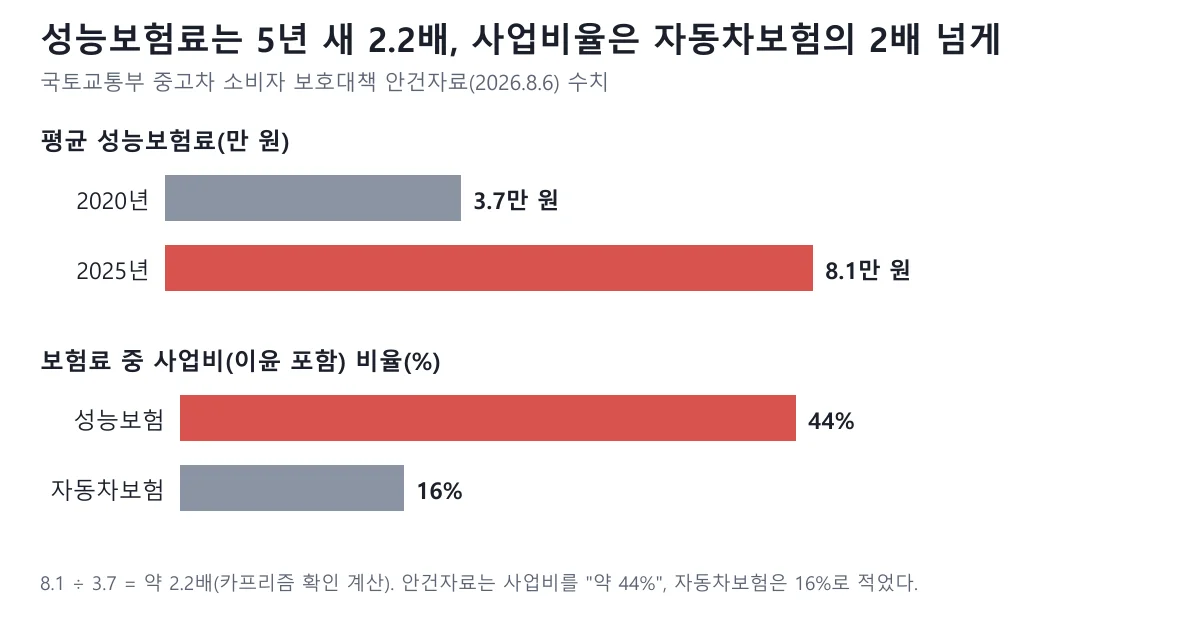 성능보험료는 5년 새 2.2배, 사업비율은 자동차보험의 2배 넘게
국토교통부 중고차 소비자 보호대책 안건자료(2026.8.6) 수치
평균 성능보험료(만 원)
2020년 3.7만 원
2025년 8.1만 원
보험료 중 사업비(이윤 포함) 비율(%)
성능보험 44%
자동차보험 16%
8.1 ÷ 3.7 = 약 2.2배(카프리즘 확인 계산). 안건자료는 사업비를 "약 44%", 자동차보험은 16%로 적었다.